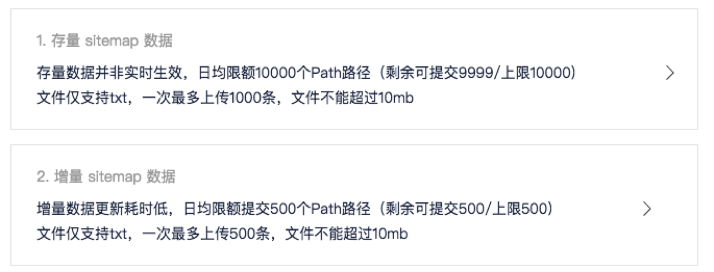 1. 存量 sitemap 数据
存量数据并非实时生效，日均限额10000个Path路径（剩余可提交9999/上限10000）
文件仅支持txt，一次最多上传1000条，文件不能超过10mb
2. 增量 sitemap 数据
增量数据更新耗时低，日均限额提交500个Path路径（剩余可提交500/上限500）
文件仅支持txt，一次最多上传500条，文件不能超过10mb